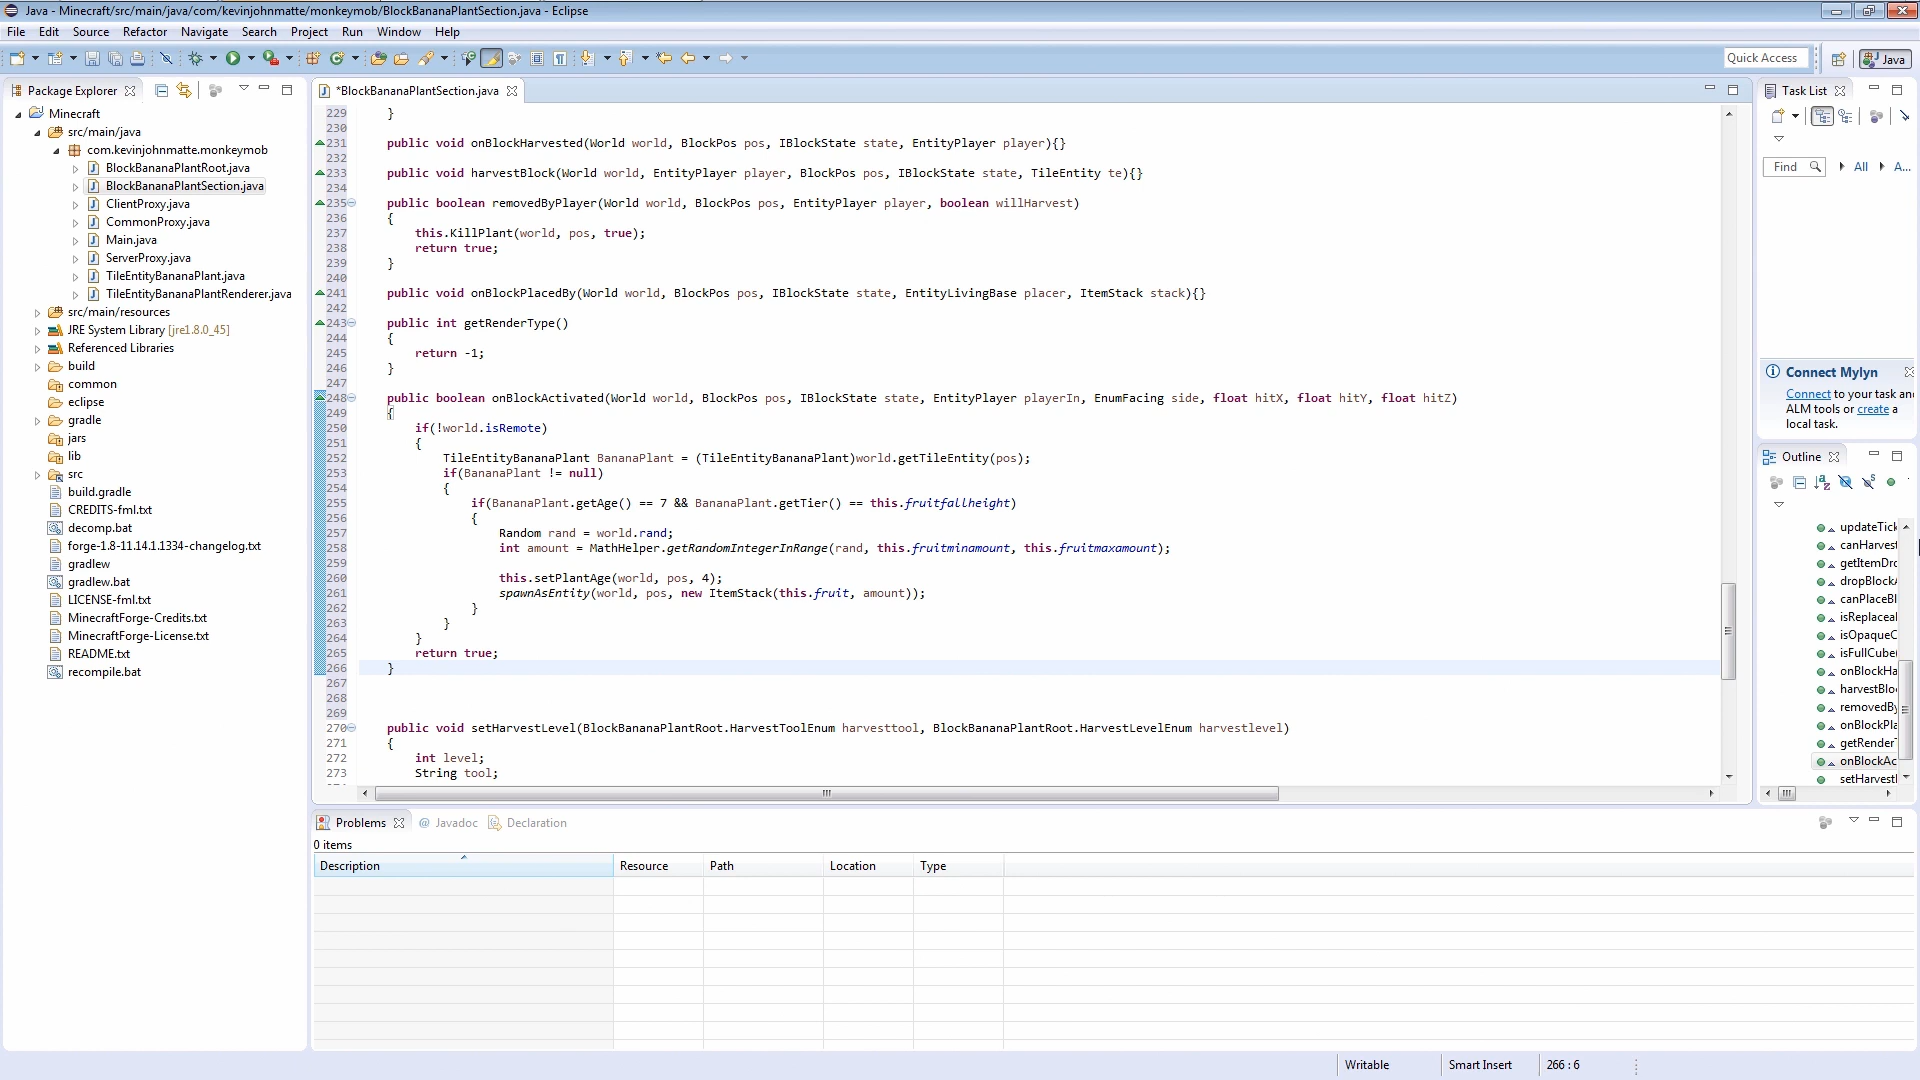 Java - Minecraft/src/main/java/com/kevinjohnmatte/monkeymob/BlockBananaPlantSection.java - Eclipse
File Edit Source Refactor Navigate Search Project Run Window Help
Quick Access
Java
Package Explorer
Minecraft
src/main/java
com.kevinjohnmatte.monkeymob
BlockBananaPlantRoot.java
BlockBananaPlantSection.java
ClientProxy.java
CommonProxy.java
Main.java
ServerProxy.java
TileEntityBananaPlant.java
TileEntityBananaPlantRenderer.java
src/main/resources
JRE System Library [jre1.8.0_45]
Referenced Libraries
build
common
eclipse
gradle
jars
lib
src
build.gradle
CREDITS-fml.txt
decomp.bat
forge-1.8-11.14.1.1334-changelog.txt
gradlew
gradlew.bat
LICENSE-fml.txt
MinecraftForge-Credits.txt
MinecraftForge-License.txt
README.txt
recompile.bat
*BlockBananaPlantSection.java
229 }
230
231 public void onBlockHarvested(World world, BlockPos pos, IBlockState state, EntityPlayer player){}
232
233 public void harvestBlock(World world, EntityPlayer player, BlockPos pos, IBlockState state, TileEntity te){}
234
235 public boolean removedByPlayer(World world, BlockPos pos, EntityPlayer player, boolean willHarvest)
236 {
237 this.KillPlant(world, pos, true);
238 return true;
239 }
240
241 public void onBlockPlacedBy(World world, BlockPos pos, IBlockState state, EntityLivingBase placer, ItemStack stack){}
242
243 public int getRenderType()
244 {
245 return -1;
246 }
247
248 public boolean onBlockActivated(World world, BlockPos pos, IBlockState state, EntityPlayer playerIn, EnumFacing side, float hitX, float hitY, float hitZ)
249 {
250 if(!world.isRemote)
251 {
252 TileEntityBananaPlant BananaPlant = (TileEntityBananaPlant)world.getTileEntity(pos);
253 if(BananaPlant != null)
254 {
255 if(BananaPlant.getAge() == 7 && BananaPlant.getTier() == this.fruitfallheight)
256 {
257 Random rand = world.rand;
258 int amount = MathHelper.getRandomIntegerInRange(rand, this.fruitminamount, this.fruitmaxamount);
259
260 this.setPlantAge(world, pos, 4);
261 spawnAsEntity(world, pos, new ItemStack(this.fruit, amount));
262 }
263 }
264 }
265 return true;
266 }
267
268
269
270 public void setHarvestLevel(BlockBananaPlantRoot.HarvestToolEnum harvesttool, BlockBananaPlantRoot.HarvestLevelEnum harvestlevel)
271 {
272 int level;
273 String tool;
Task List
Find All A...
Connect Mylyn
Connect to your task and
ALM tools or create a
local task.
Outline
updateTick
canHarvest
getItemDro
dropBlockA
canPlaceBl
isReplaceal
isOpaqueC
isFullCube(
onBlockHa
harvestBlo
removedBy
onBlockPla
getRenderT
onBlockAc
setHarvestL
Problems Javadoc Declaration
0 items
Description Resource Path Location Type
Writable Smart Insert 266 : 6